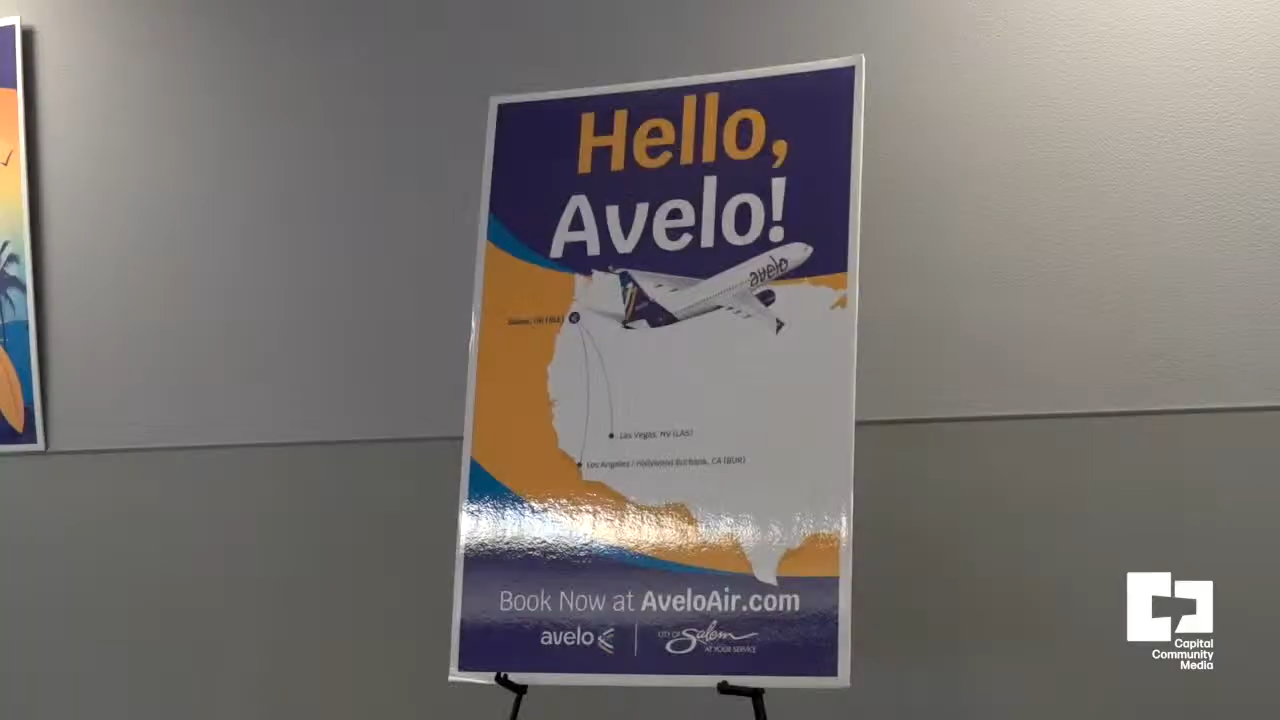 Hello,
Avelo!
avelo
Salem, OR (SLE)
Las Vegas, NV (LAS)
Los Angeles / Hollywood Burbank, CA (BUR)
Book Now at AveloAir.com
avelo
CITY OF Salem
AT YOUR SERVICE
Capital
Community
Media